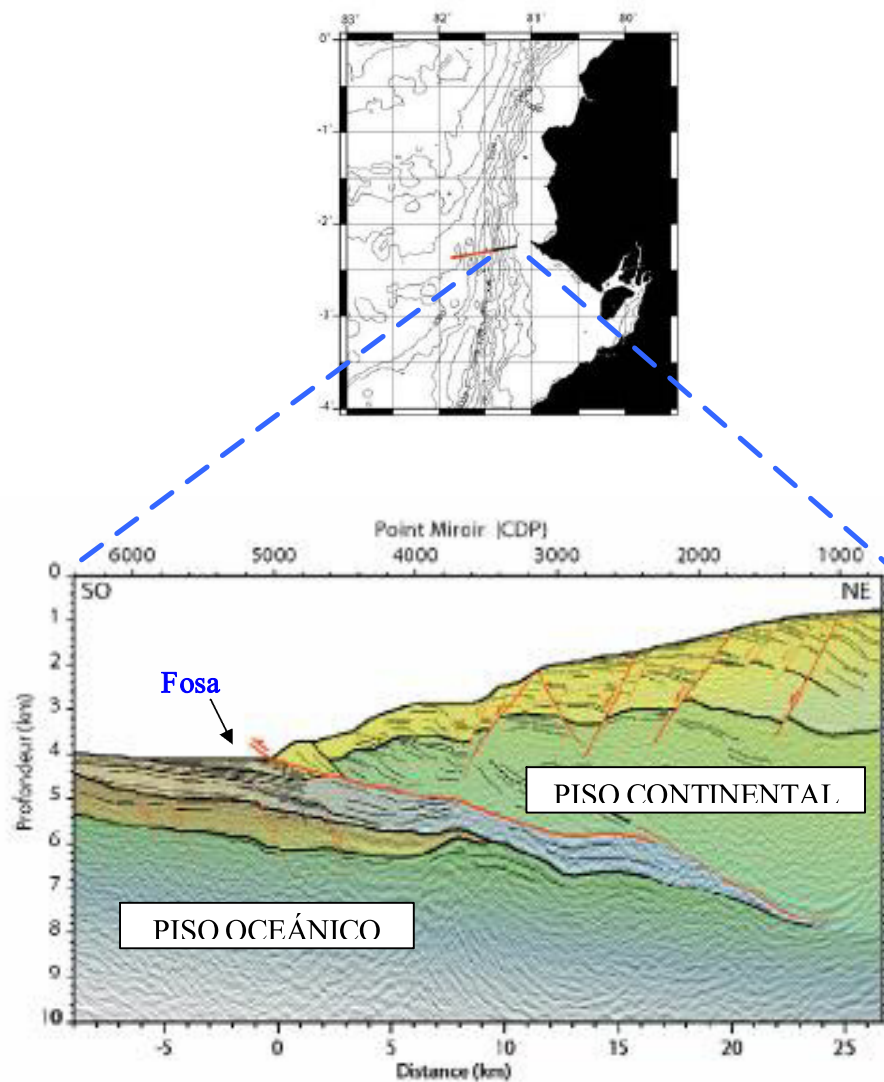 83° 82° 81° 80°
0°
-1°
-2°
-3°
-4°
Point Miroir (CDP)
6000 5000 4000 3000 2000 1000
SO NE
0
1
2
3
4
5
6
7
8
9
10
Profondeur (km)
Fosa
PISO CONTINENTAL
PISO OCEÁNICO
-5 0 5 10 15 20 25
Distance (km)